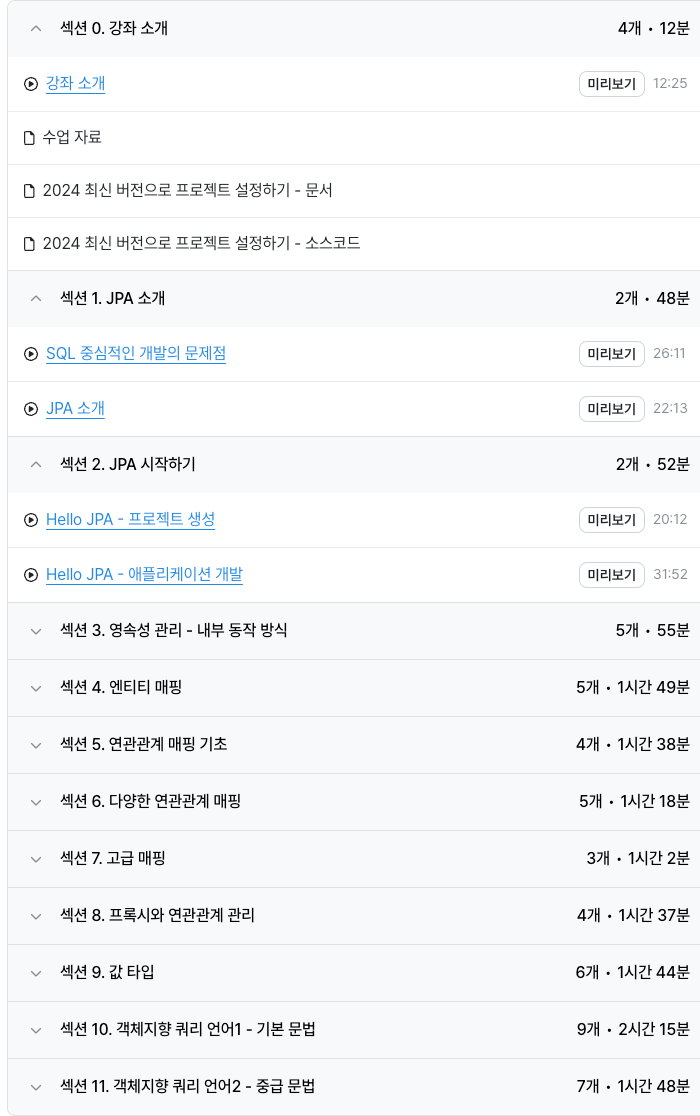 섹션 0. 강좌 소개 4개 • 12분
강좌 소개 미리보기 12:25
수업 자료
2024 최신 버전으로 프로젝트 설정하기 - 문서
2024 최신 버전으로 프로젝트 설정하기 - 소스코드
섹션 1. JPA 소개 2개 • 48분
SQL 중심적인 개발의 문제점 미리보기 26:11
JPA 소개 미리보기 22:13
섹션 2. JPA 시작하기 2개 • 52분
Hello JPA - 프로젝트 생성 미리보기 20:12
Hello JPA - 애플리케이션 개발 미리보기 31:52
섹션 3. 영속성 관리 - 내부 동작 방식 5개 • 55분
섹션 4. 엔티티 매핑 5개 • 1시간 49분
섹션 5. 연관관계 매핑 기초 4개 • 1시간 38분
섹션 6. 다양한 연관관계 매핑 5개 • 1시간 18분
섹션 7. 고급 매핑 3개 • 1시간 2분
섹션 8. 프록시와 연관관계 관리 4개 • 1시간 37분
섹션 9. 값 타입 6개 • 1시간 44분
섹션 10. 객체지향 쿼리 언어1 - 기본 문법 9개 • 2시간 15분
섹션 11. 객체지향 쿼리 언어2 - 중급 문법 7개 • 1시간 48분